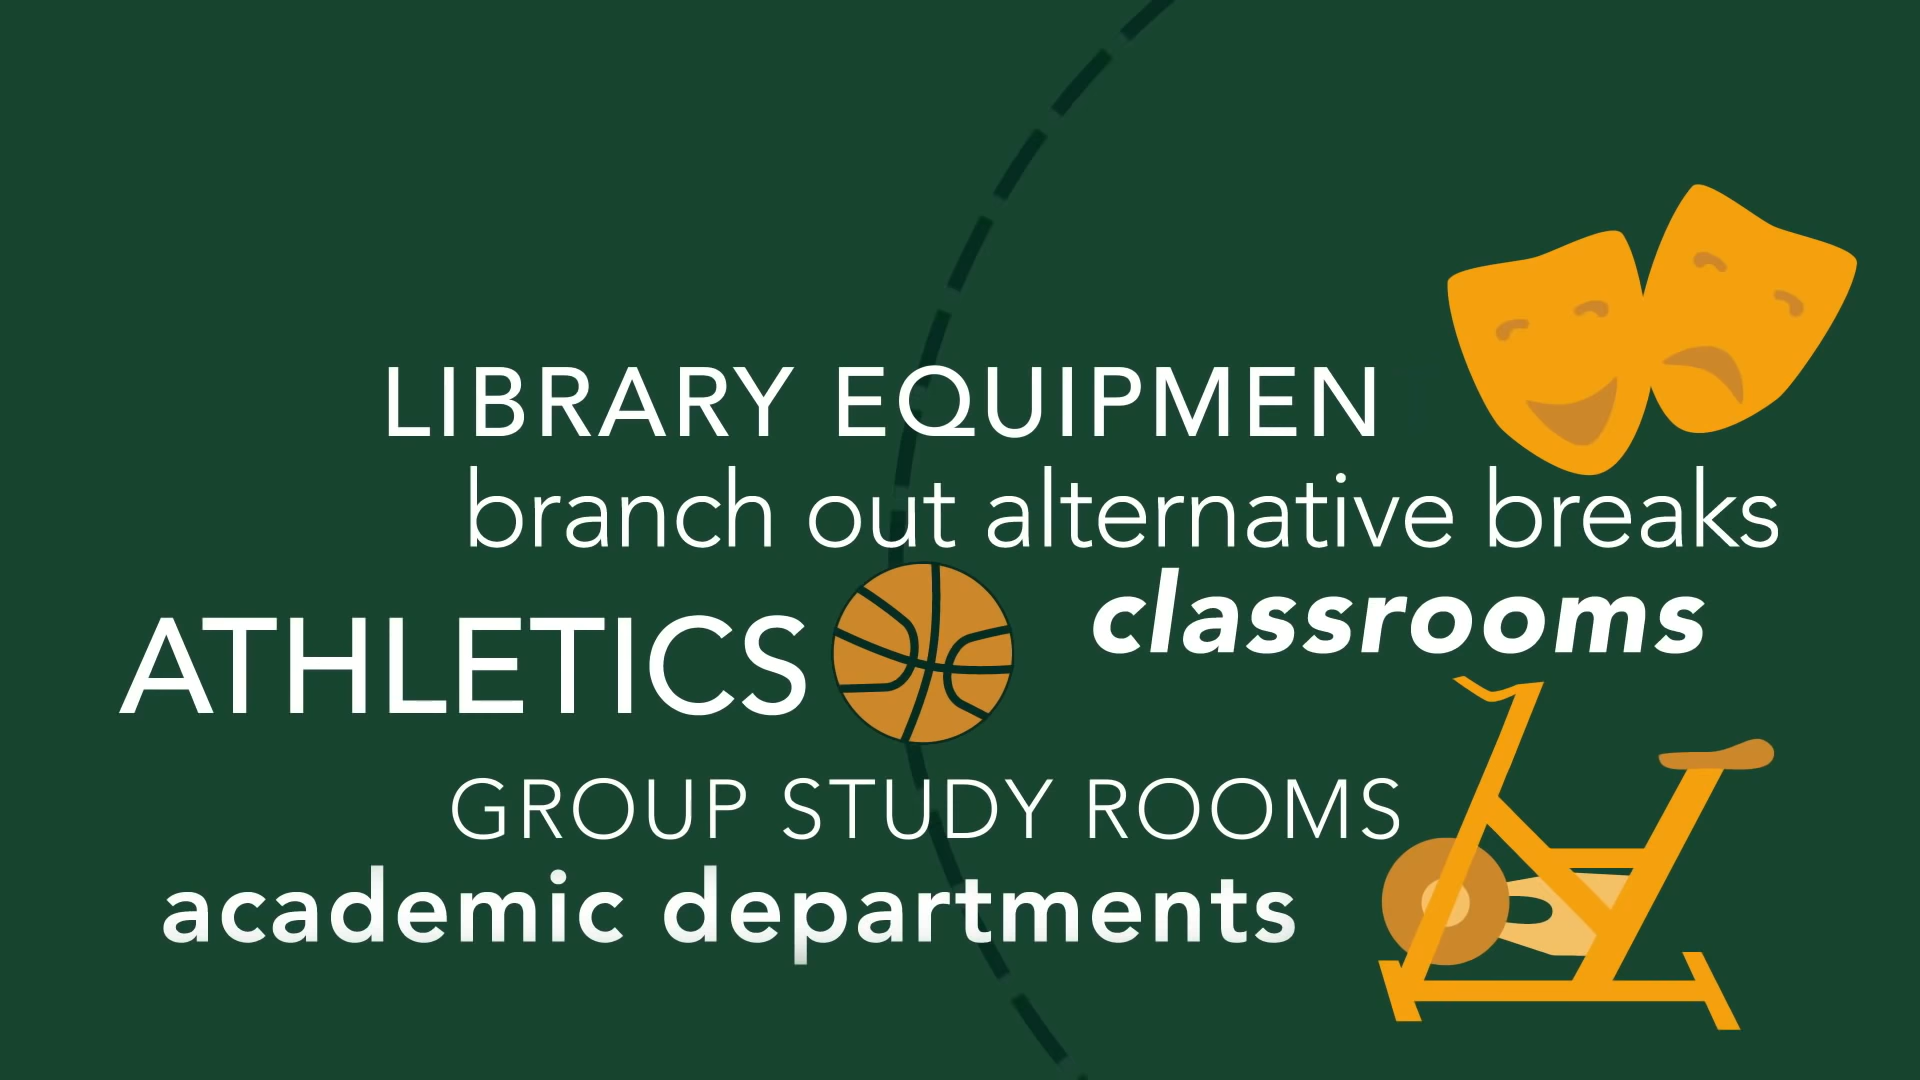 LIBRARY EQUIPMEN
branch out alternative breaks
classrooms
ATHLETICS
GROUP STUDY ROOMS
academic departments